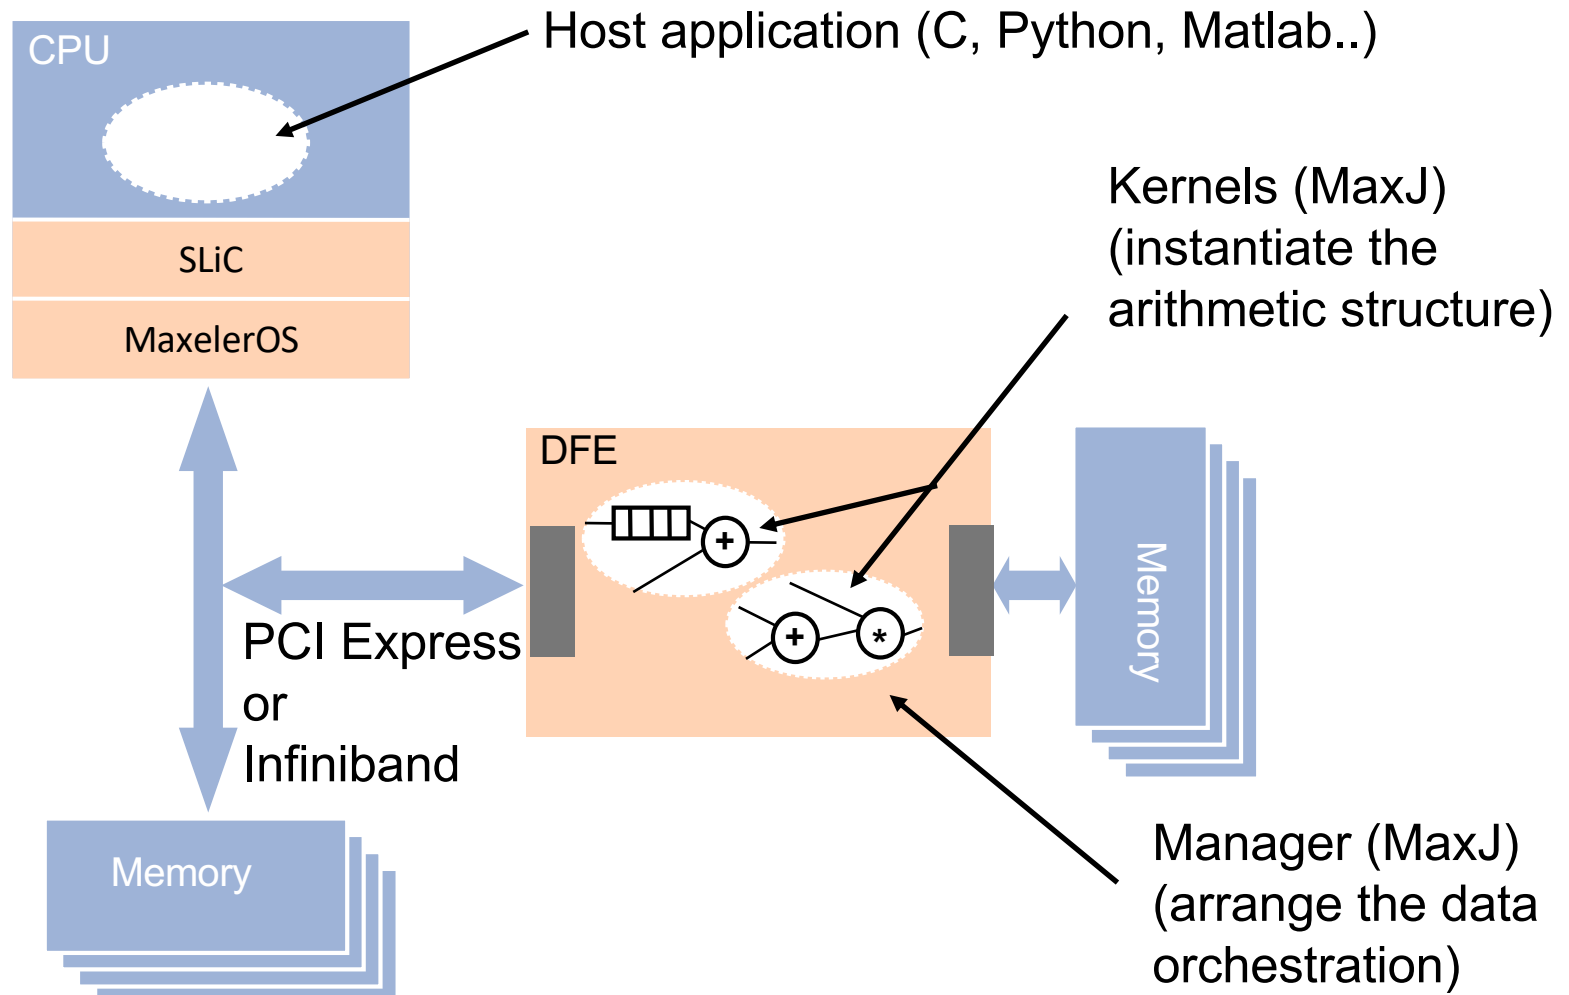 Host application (C, Python, Matlab..)
CPU
SLiC
MaxelerOS
Kernels (MaxJ)
(instantiate the
arithmetic structure)
DFE
+
+
*
Memory
PCI Express
or
Infiniband
Memory
Manager (MaxJ)
(arrange the data
orchestration)